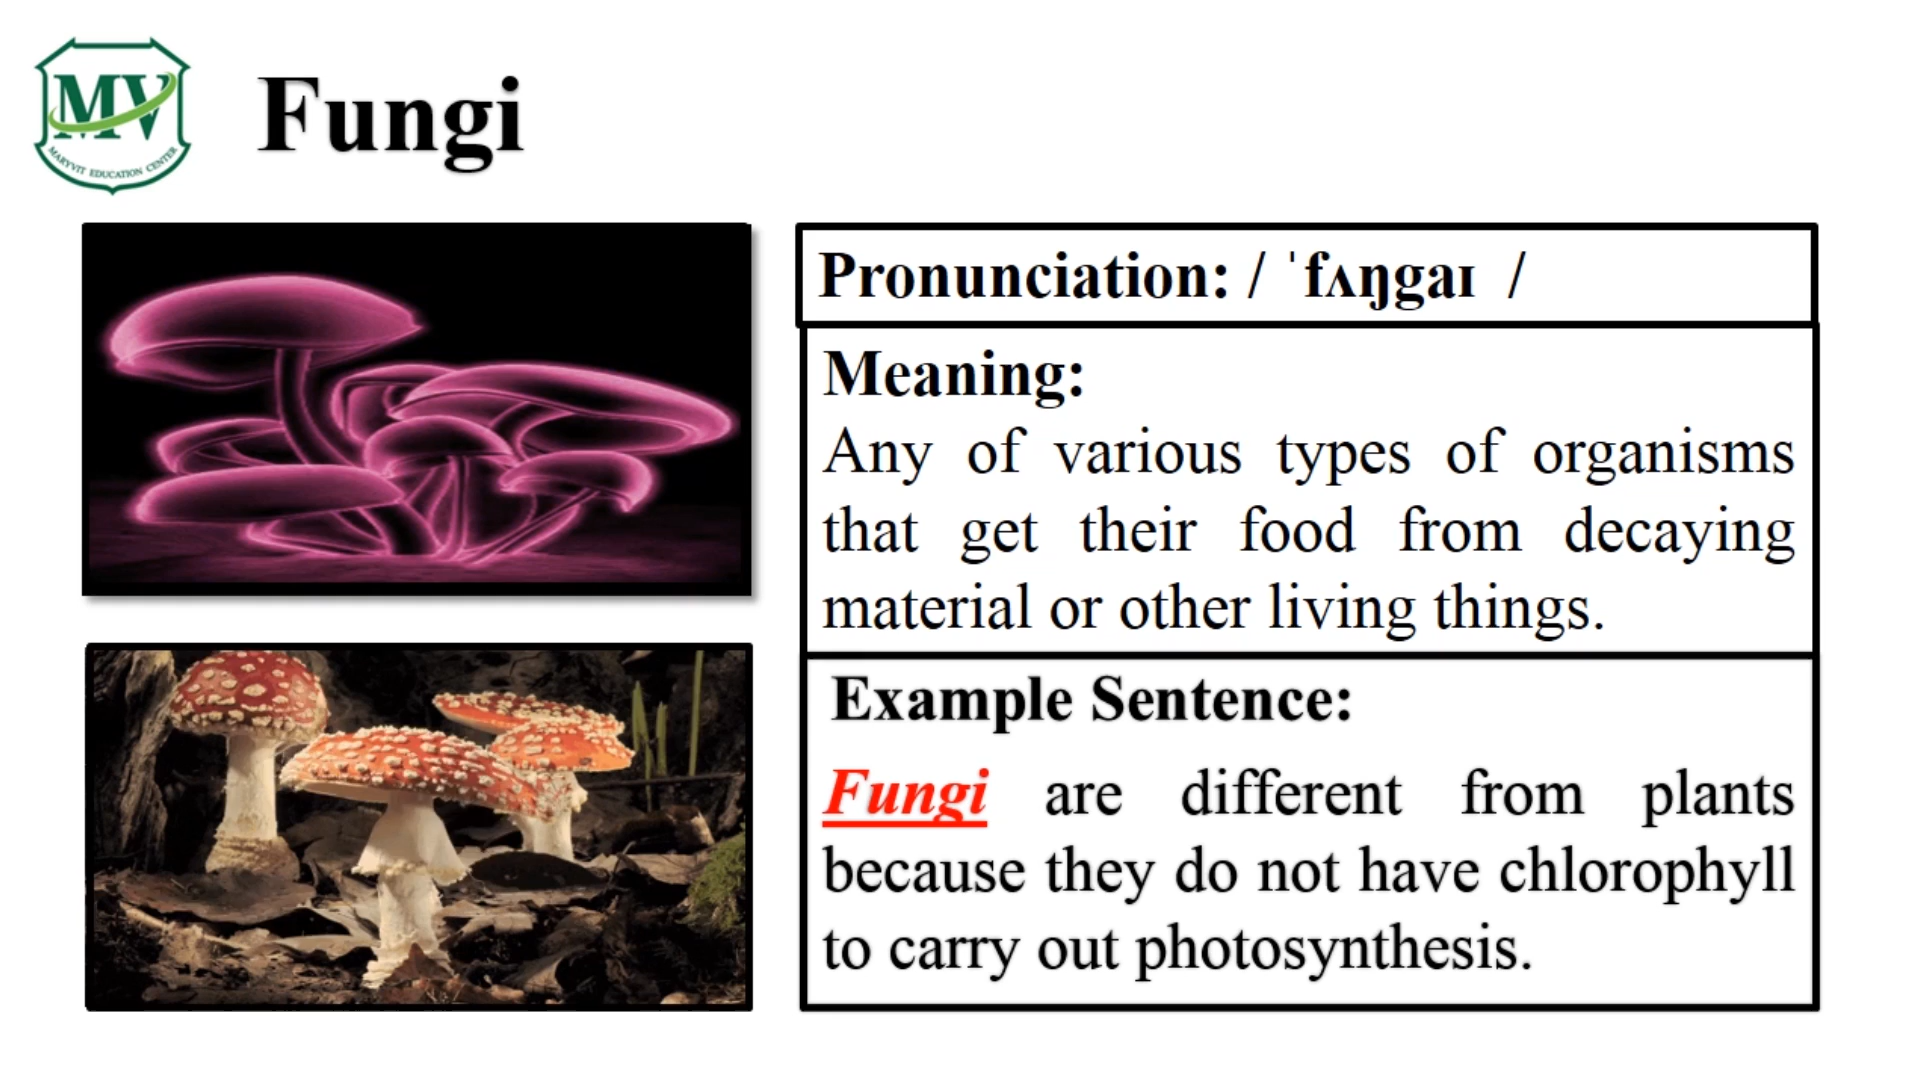 MV
MARYVIT EDUCATION CENTER
Fungi
Pronunciation: / ˈfʌŋgaɪ /
Meaning:
Any of various types of organisms
that get their food from decaying
material or other living things.
Example Sentence:
Fungi are different from plants
because they do not have chlorophyll
to carry out photosynthesis.